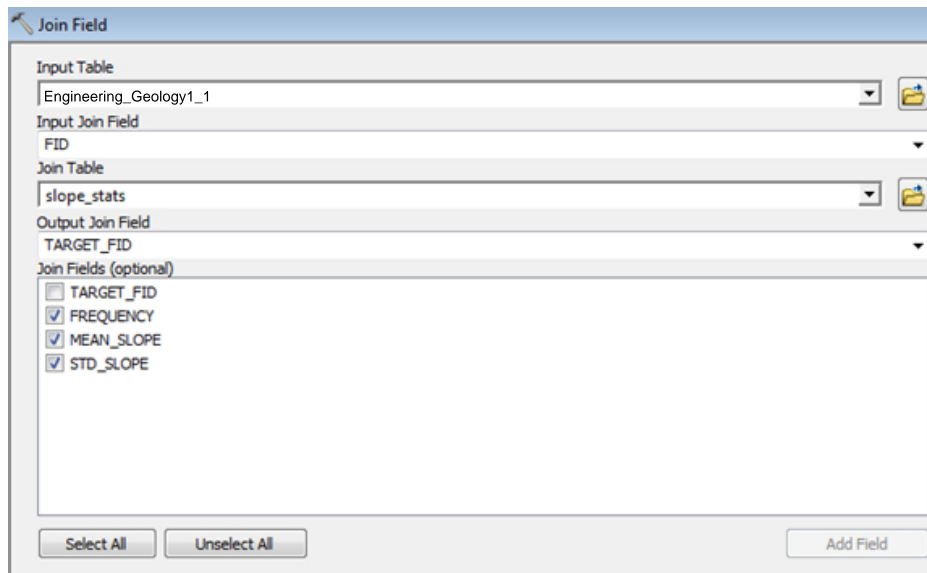 Join Field
Input Table
Engineering_Geology1_1
Input Join Field
FID
Join Table
slope_stats
Output Join Field
TARGET_FID
Join Fields (optional)
TARGET_FID
FREQUENCY
MEAN_SLOPE
STD_SLOPE
Select All Unselect All Add Field